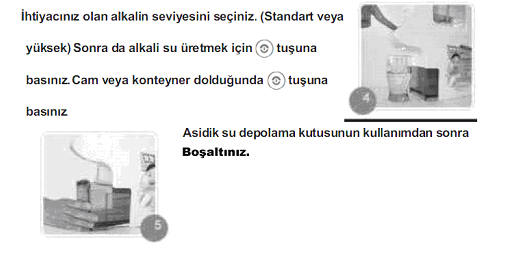 İhtiyacınız olan alkalin seviyesini seçiniz. (Standart veya
yüksek) Sonra da alkali su üretmek için tuşuna
basınız. Cam veya konteyner dolduğunda tuşuna
basınız
4
Asidik su depolama kutusunun kullanımdan sonra
Boşaltınız.
5